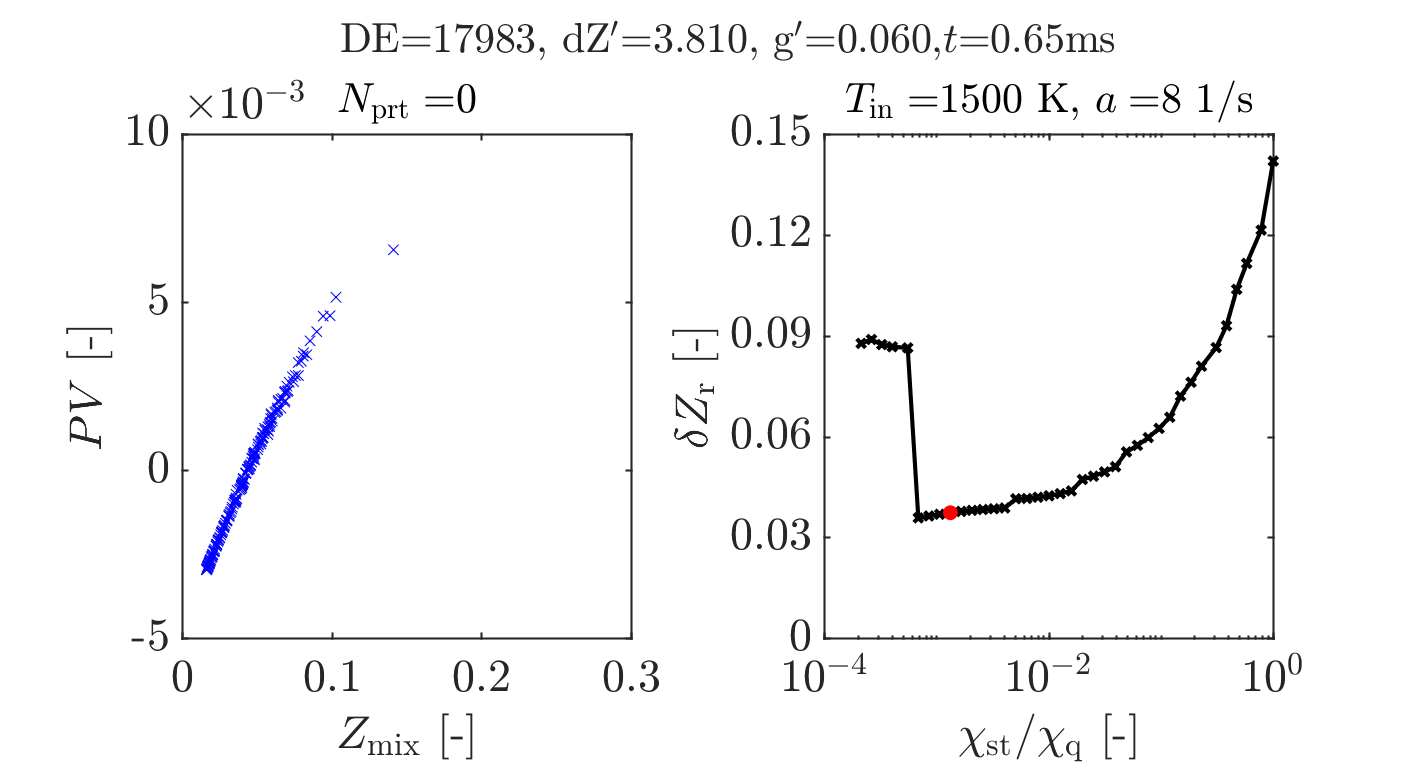 DE=17983, dZ′=3.810, g′=0.060,t=0.65ms
×10⁻³ N_prt =0
10
5
0
-5
0 0.1 0.2 0.3
Z_mix [-]
PV [-]
T_in =1500 K, a =8 1/s
0.15
0.12
0.09
0.06
0.03
0
10⁻⁴ 10⁻² 10⁰
χ_st/χ_q [-]
δZ_r [-]